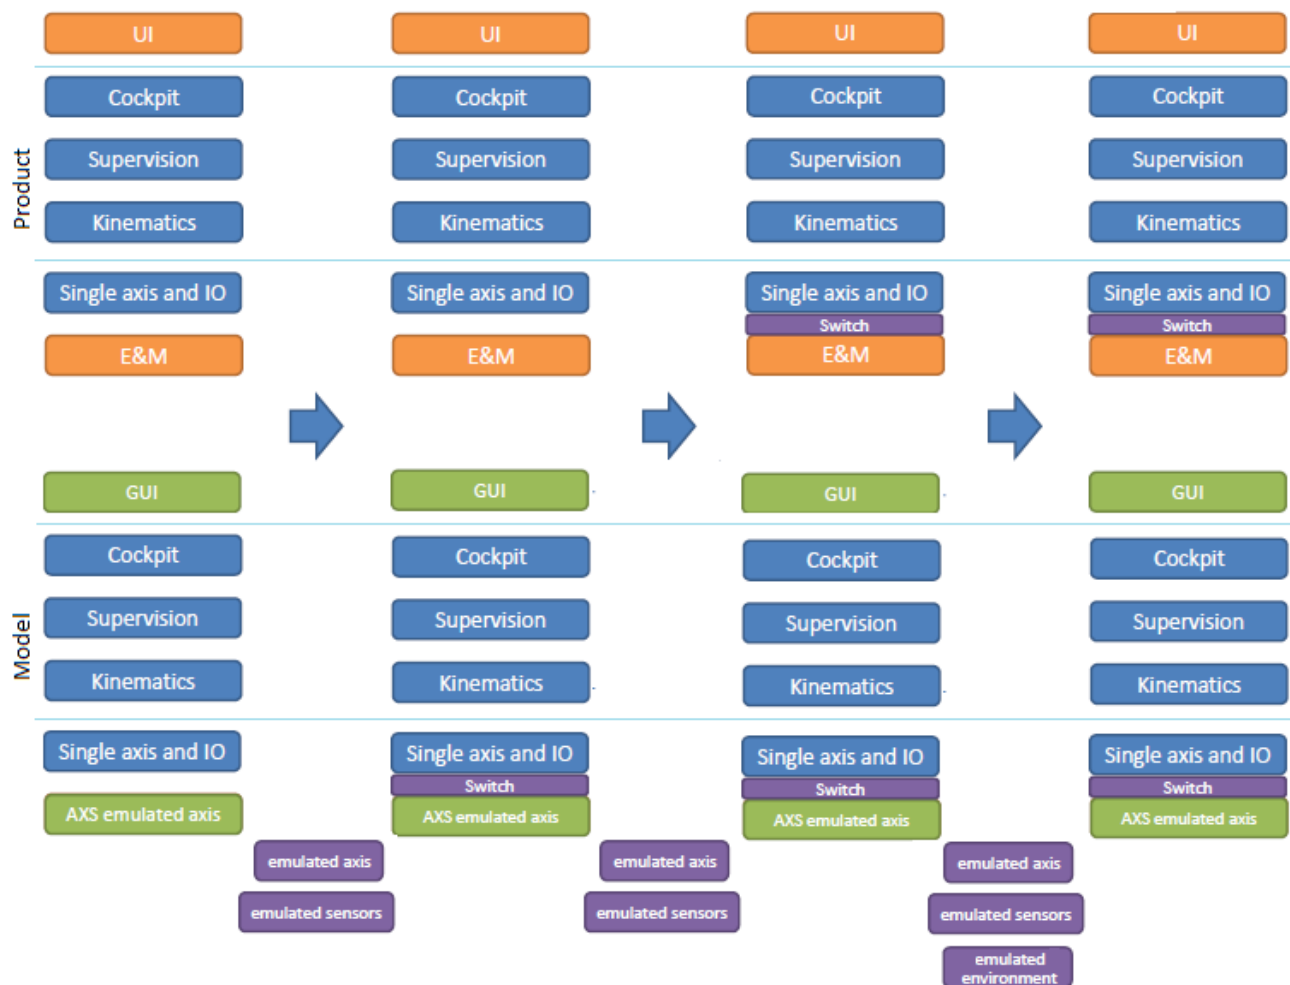 UI UI UI UI
Cockpit Cockpit Cockpit Cockpit
Product
Supervision Supervision Supervision Supervision
Kinematics Kinematics Kinematics Kinematics
Single axis and IO Single axis and IO Single axis and IO Single axis and IO
Switch Switch
E&M E&M E&M E&M
GUI GUI GUI GUI
Cockpit Cockpit Cockpit Cockpit
Model
Supervision Supervision Supervision Supervision
Kinematics Kinematics Kinematics Kinematics
Single axis and IO Single axis and IO Single axis and IO Single axis and IO
Switch Switch Switch
AXS emulated axis AXS emulated axis AXS emulated axis AXS emulated axis
emulated axis emulated axis emulated axis
emulated sensors emulated sensors emulated sensors
emulated
environment